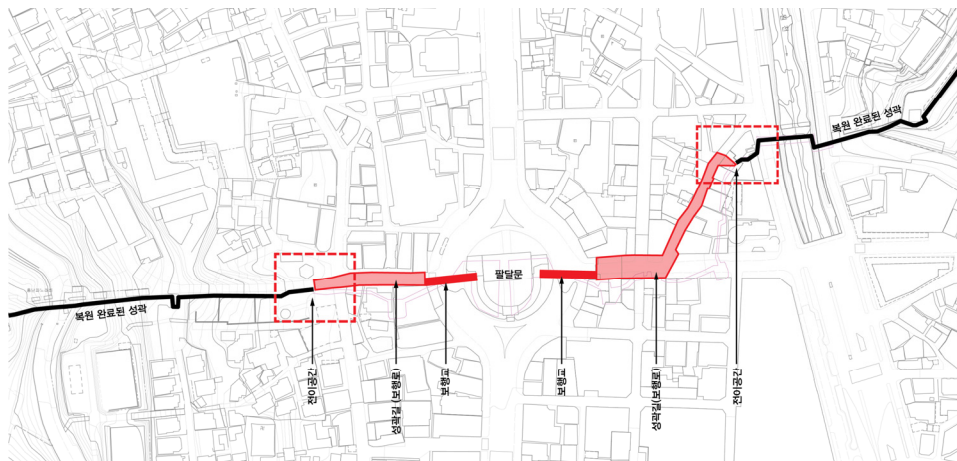 복원 완료된 성곽
팔달문
복원 완료된 성곽
전이공간
성곽길(보행로)
보행교
보행교
성곽길(보행로)
전이공간